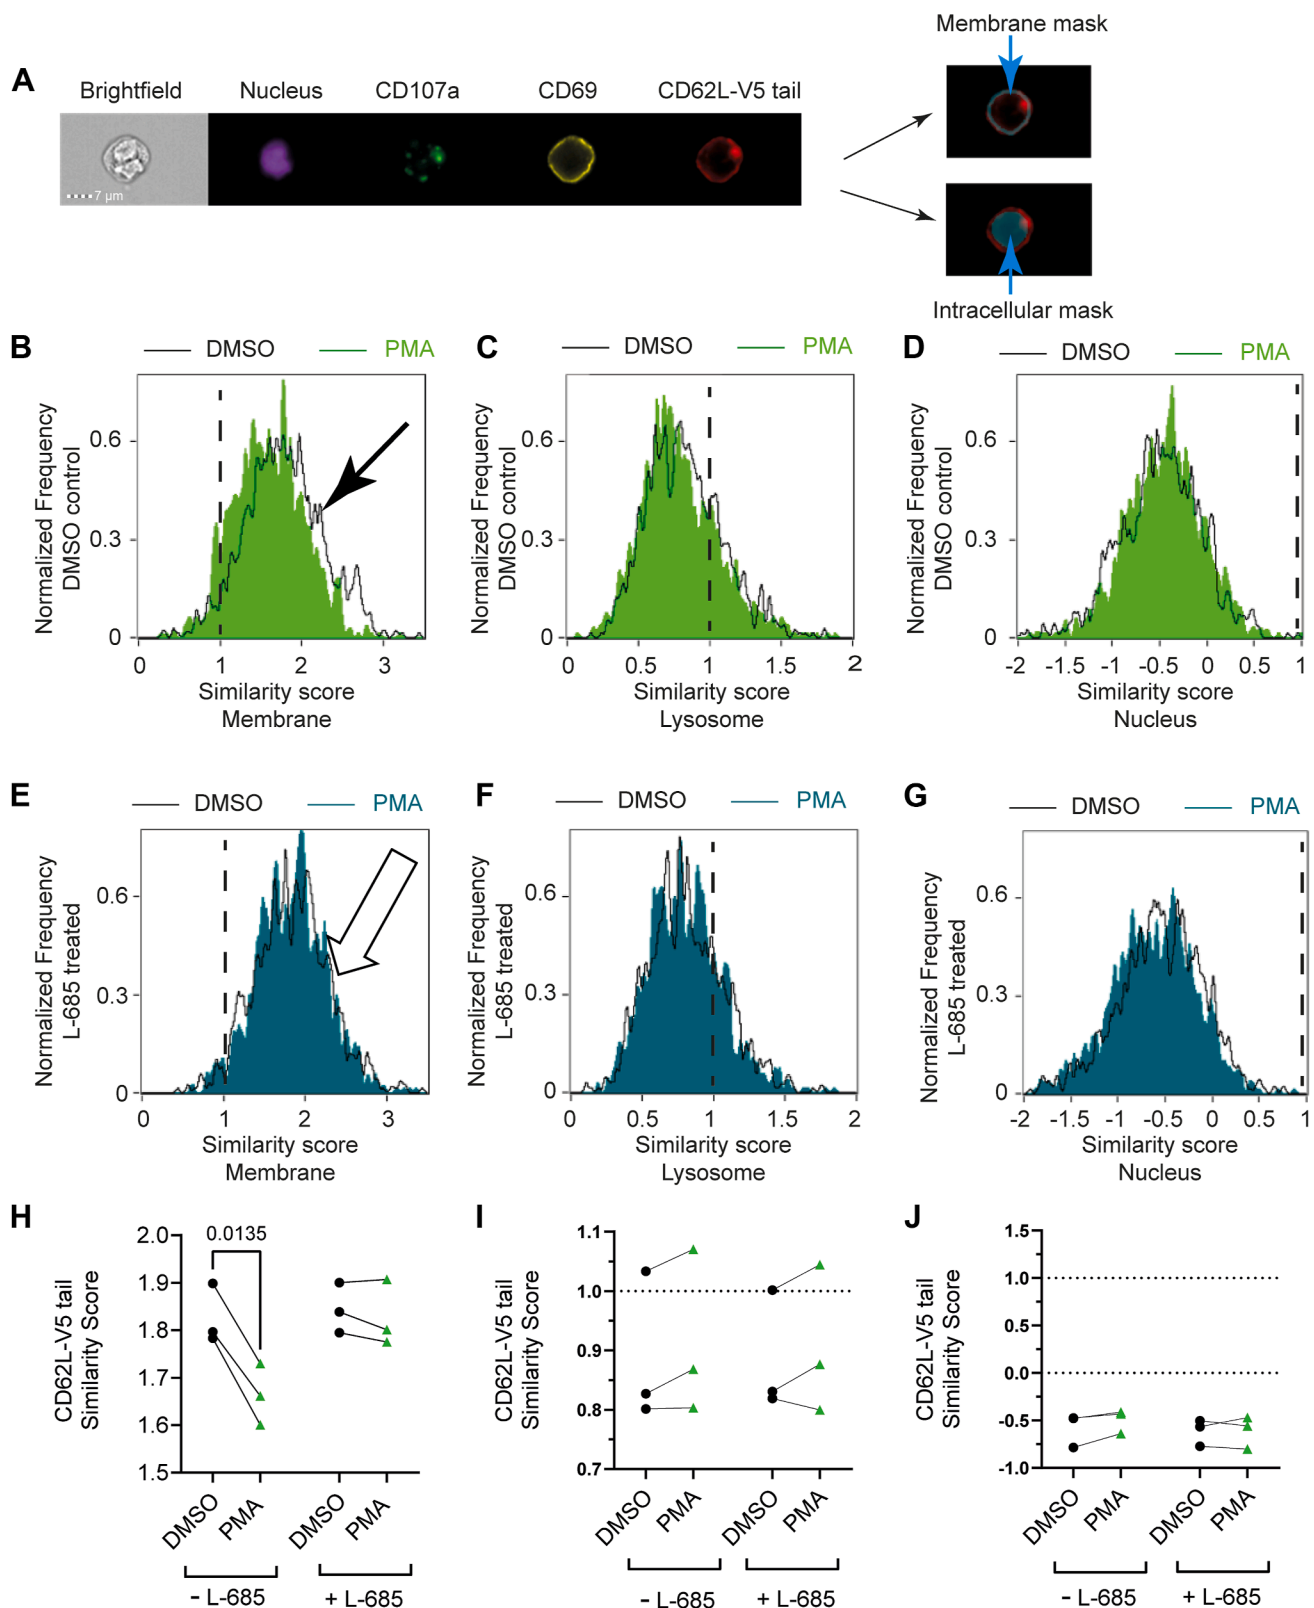 Membrane mask
A
Brightfield Nucleus CD107a CD69 CD62L-V5 tail
7 µm
Intracellular mask
B DMSO PMA
Normalized Frequency
DMSO control
0.6
0.3
0
0 1 2 3
Similarity score
Membrane
C DMSO PMA
Normalized Frequency
DMSO control
0.6
0.3
0
0 0.5 1 1.5 2
Similarity score
Lysosome
D DMSO PMA
Normalized Frequency
DMSO control
0.6
0.3
0
-2 -1.5 -1 -0.5 0 0.5 1
Similarity score
Nucleus
E DMSO PMA
Normalized Frequency
L-685 treated
0.6
0.3
0
0 1 2 3
Similarity score
Membrane
F DMSO PMA
Normalized Frequency
L-685 treated
0.6
0.3
0
0 0.5 1 1.5 2
Similarity score
Lysosome
G DMSO PMA
Normalized Frequency
L-685 treated
0.6
0.3
0
-2 -1.5 -1 -0.5 0 0.5 1
Similarity score
Nucleus
H
CD62L-V5 tail
Similarity Score
2.0
1.9
1.8
1.7
1.6
1.5
0.0135
DMSO PMA DMSO PMA
- L-685 + L-685
I
CD62L-V5 tail
Similarity Score
1.1
1.0
0.9
0.8
0.7
DMSO PMA DMSO PMA
- L-685 + L-685
J
CD62L-V5 tail
Similarity Score
1.5
1.0
0.5
0.0
-0.5
-1.0
DMSO PMA DMSO PMA
- L-685 + L-685